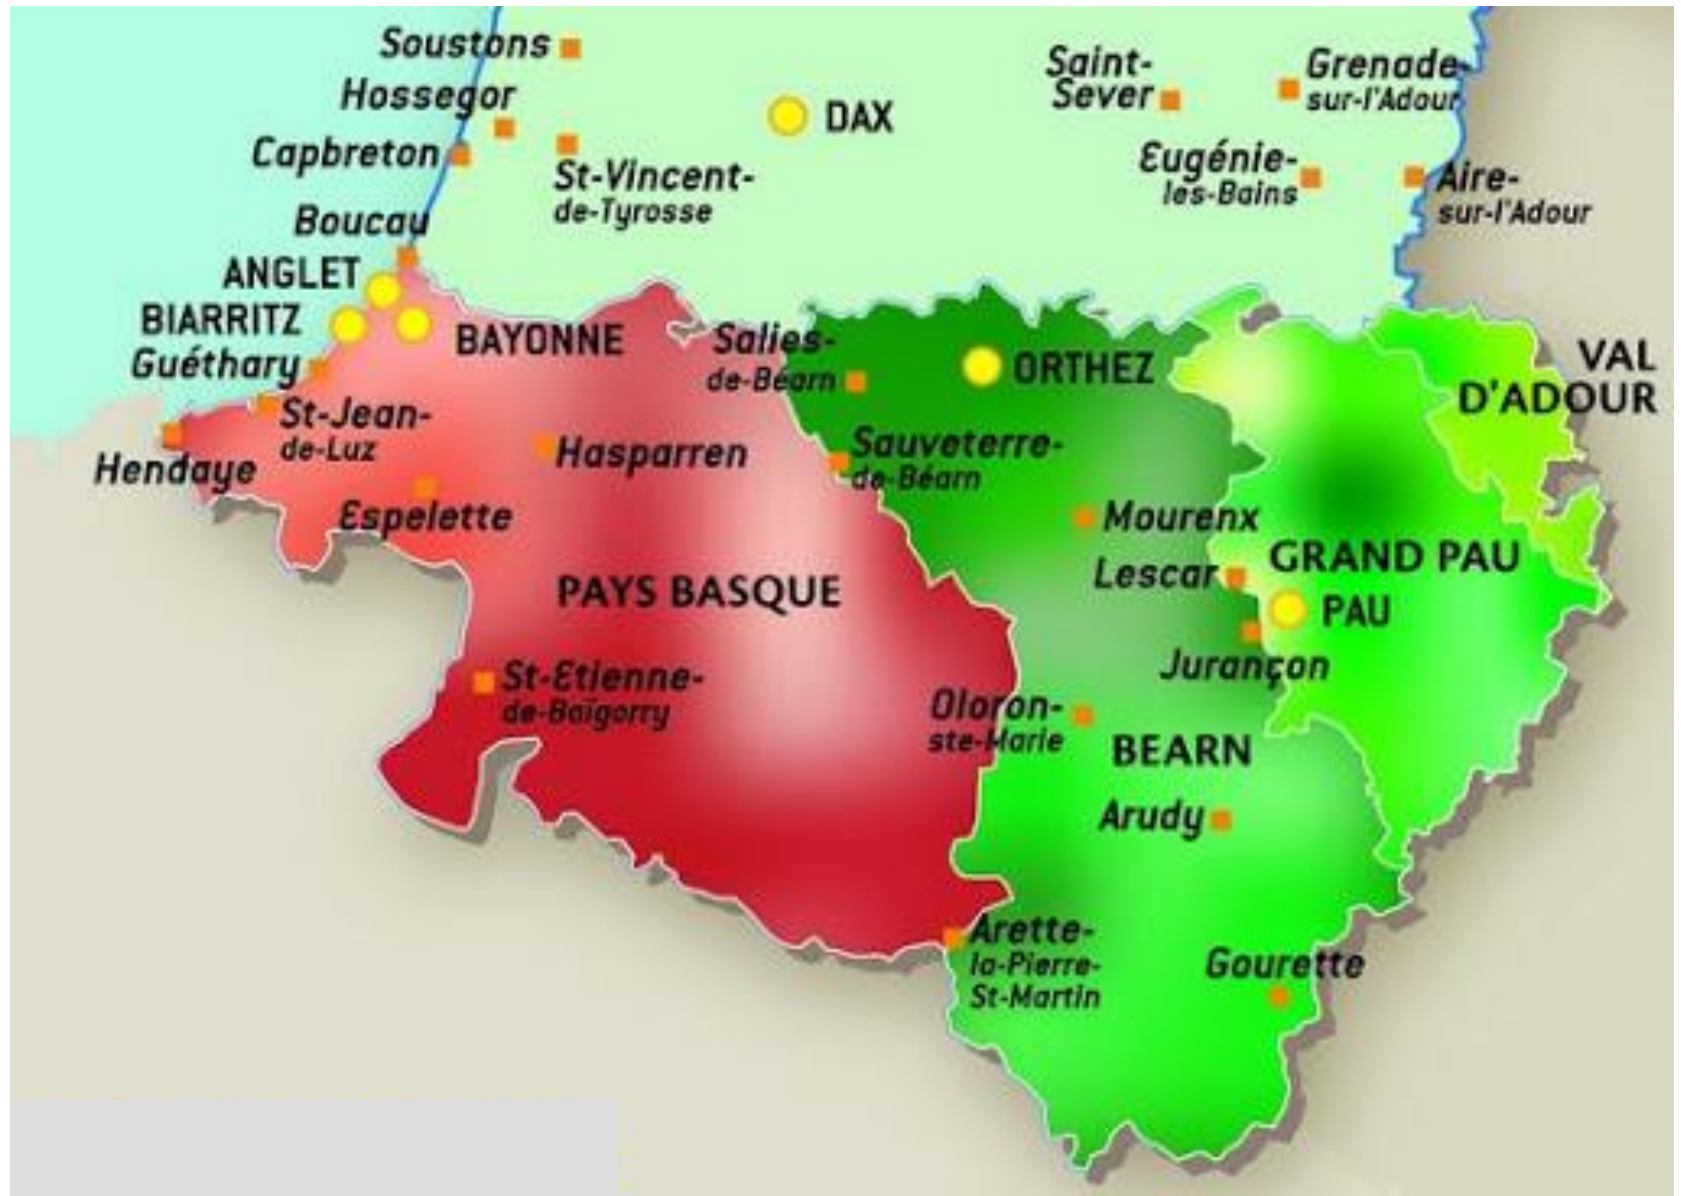 Soustons
Hossegor
Capbreton
St-Vincent-
de-Tyrosse
DAX
Saint-
Sever
Grenade-
sur-l'Adour
Eugénie-
les-Bains
Aire-
sur-l'Adour
Boucau
ANGLET
BIARRITZ
BAYONNE
Guéthary
St-Jean-
de-Luz
Hendaye
Espelette
Hasparren
Salies-
de-Béarn
ORTHEZ
VAL
D'ADOUR
Sauveterre-
de-Béarn
Mourenx
GRAND PAU
Lescar
PAU
Jurançon
PAYS BASQUE
St-Etienne-
de-Baïgorry
Oloron-
ste-Marie
BEARN
Arudy
Arette-
la-Pierre-
St-Martin
Gourette